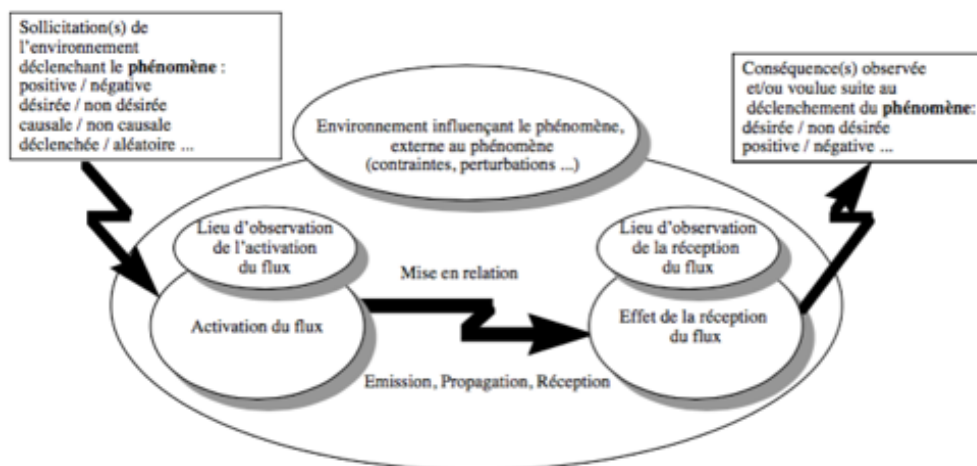 Sollicitation(s) de
l'environnement
déclenchant le phénomène :
positive / négative
désirée / non désirée
causale / non causale
déclenchée / aléatoire ...
Environnement influençant le phénomène,
externe au phénomène
(contraintes, perturbations ...)
Conséquence(s) observée
et/ou voulue suite au
déclenchement du phénomène:
désirée / non désirée
positive / négative ...
Lieu d'observation
de l'activation
du flux
Activation du flux
Mise en relation
Emission, Propagation, Réception
Lieu d'observation
de la réception
du flux
Effet de la réception
du flux